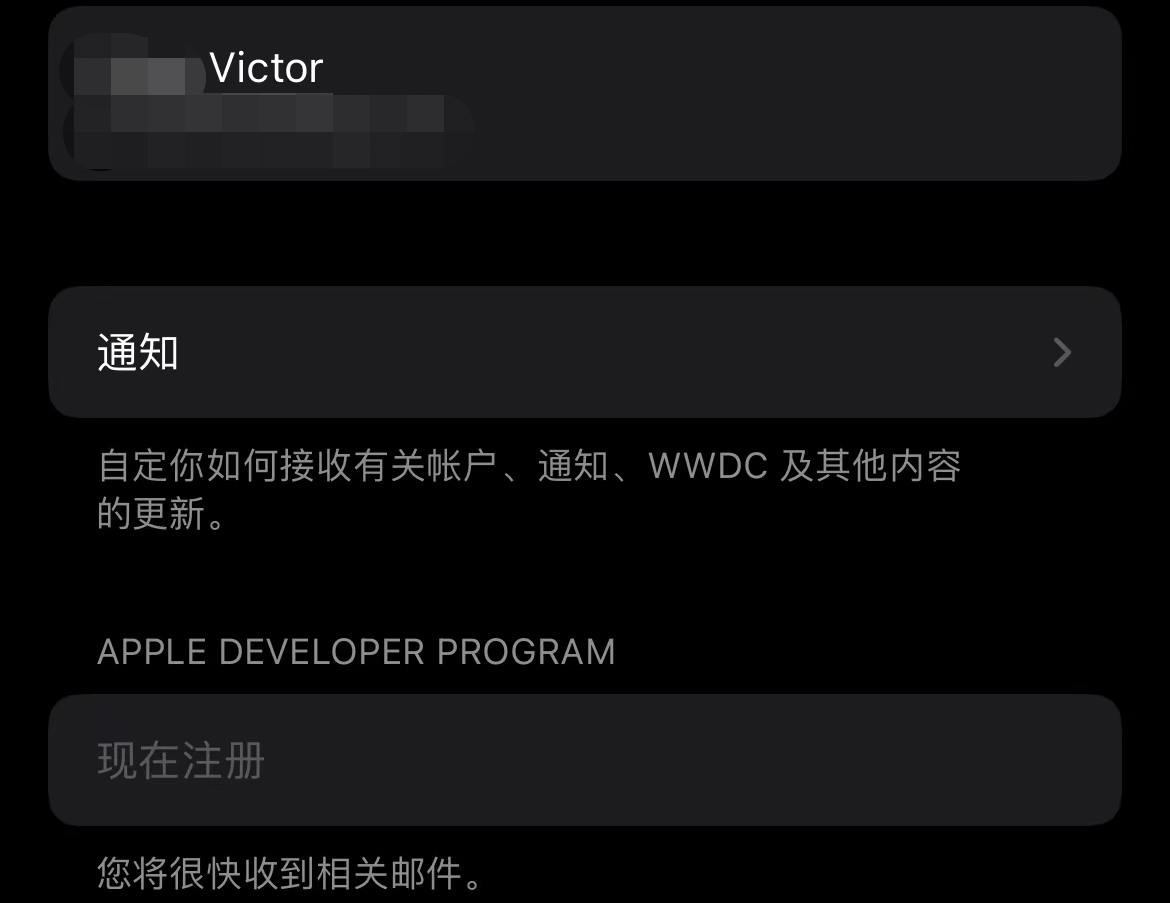 Victor
通知
自定你如何接收有关帐户、通知、WWDC 及其他内容
的更新。
APPLE DEVELOPER PROGRAM
现在注册
您将很快收到相关邮件。